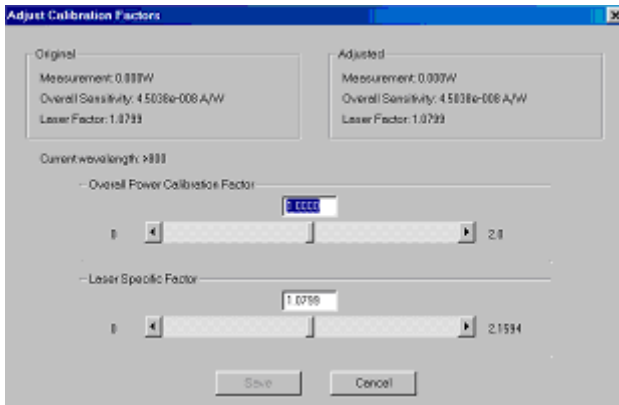 Adjust Calibration Factors
Original
Measurement: 0.000W
Overall Sensitivity: 4.5038e-008 A/W
Laser Factor: 1.0799
Adjusted
Measurement: 0.000W
Overall Sensitivity: 4.5038e-008 A/W
Laser Factor: 1.0799
Current wavelength: >800
Overall Power Calibration Factor
1.0000
0
2.0
Laser Specific Factor
1.0799
0
2.1594
Save
Cancel